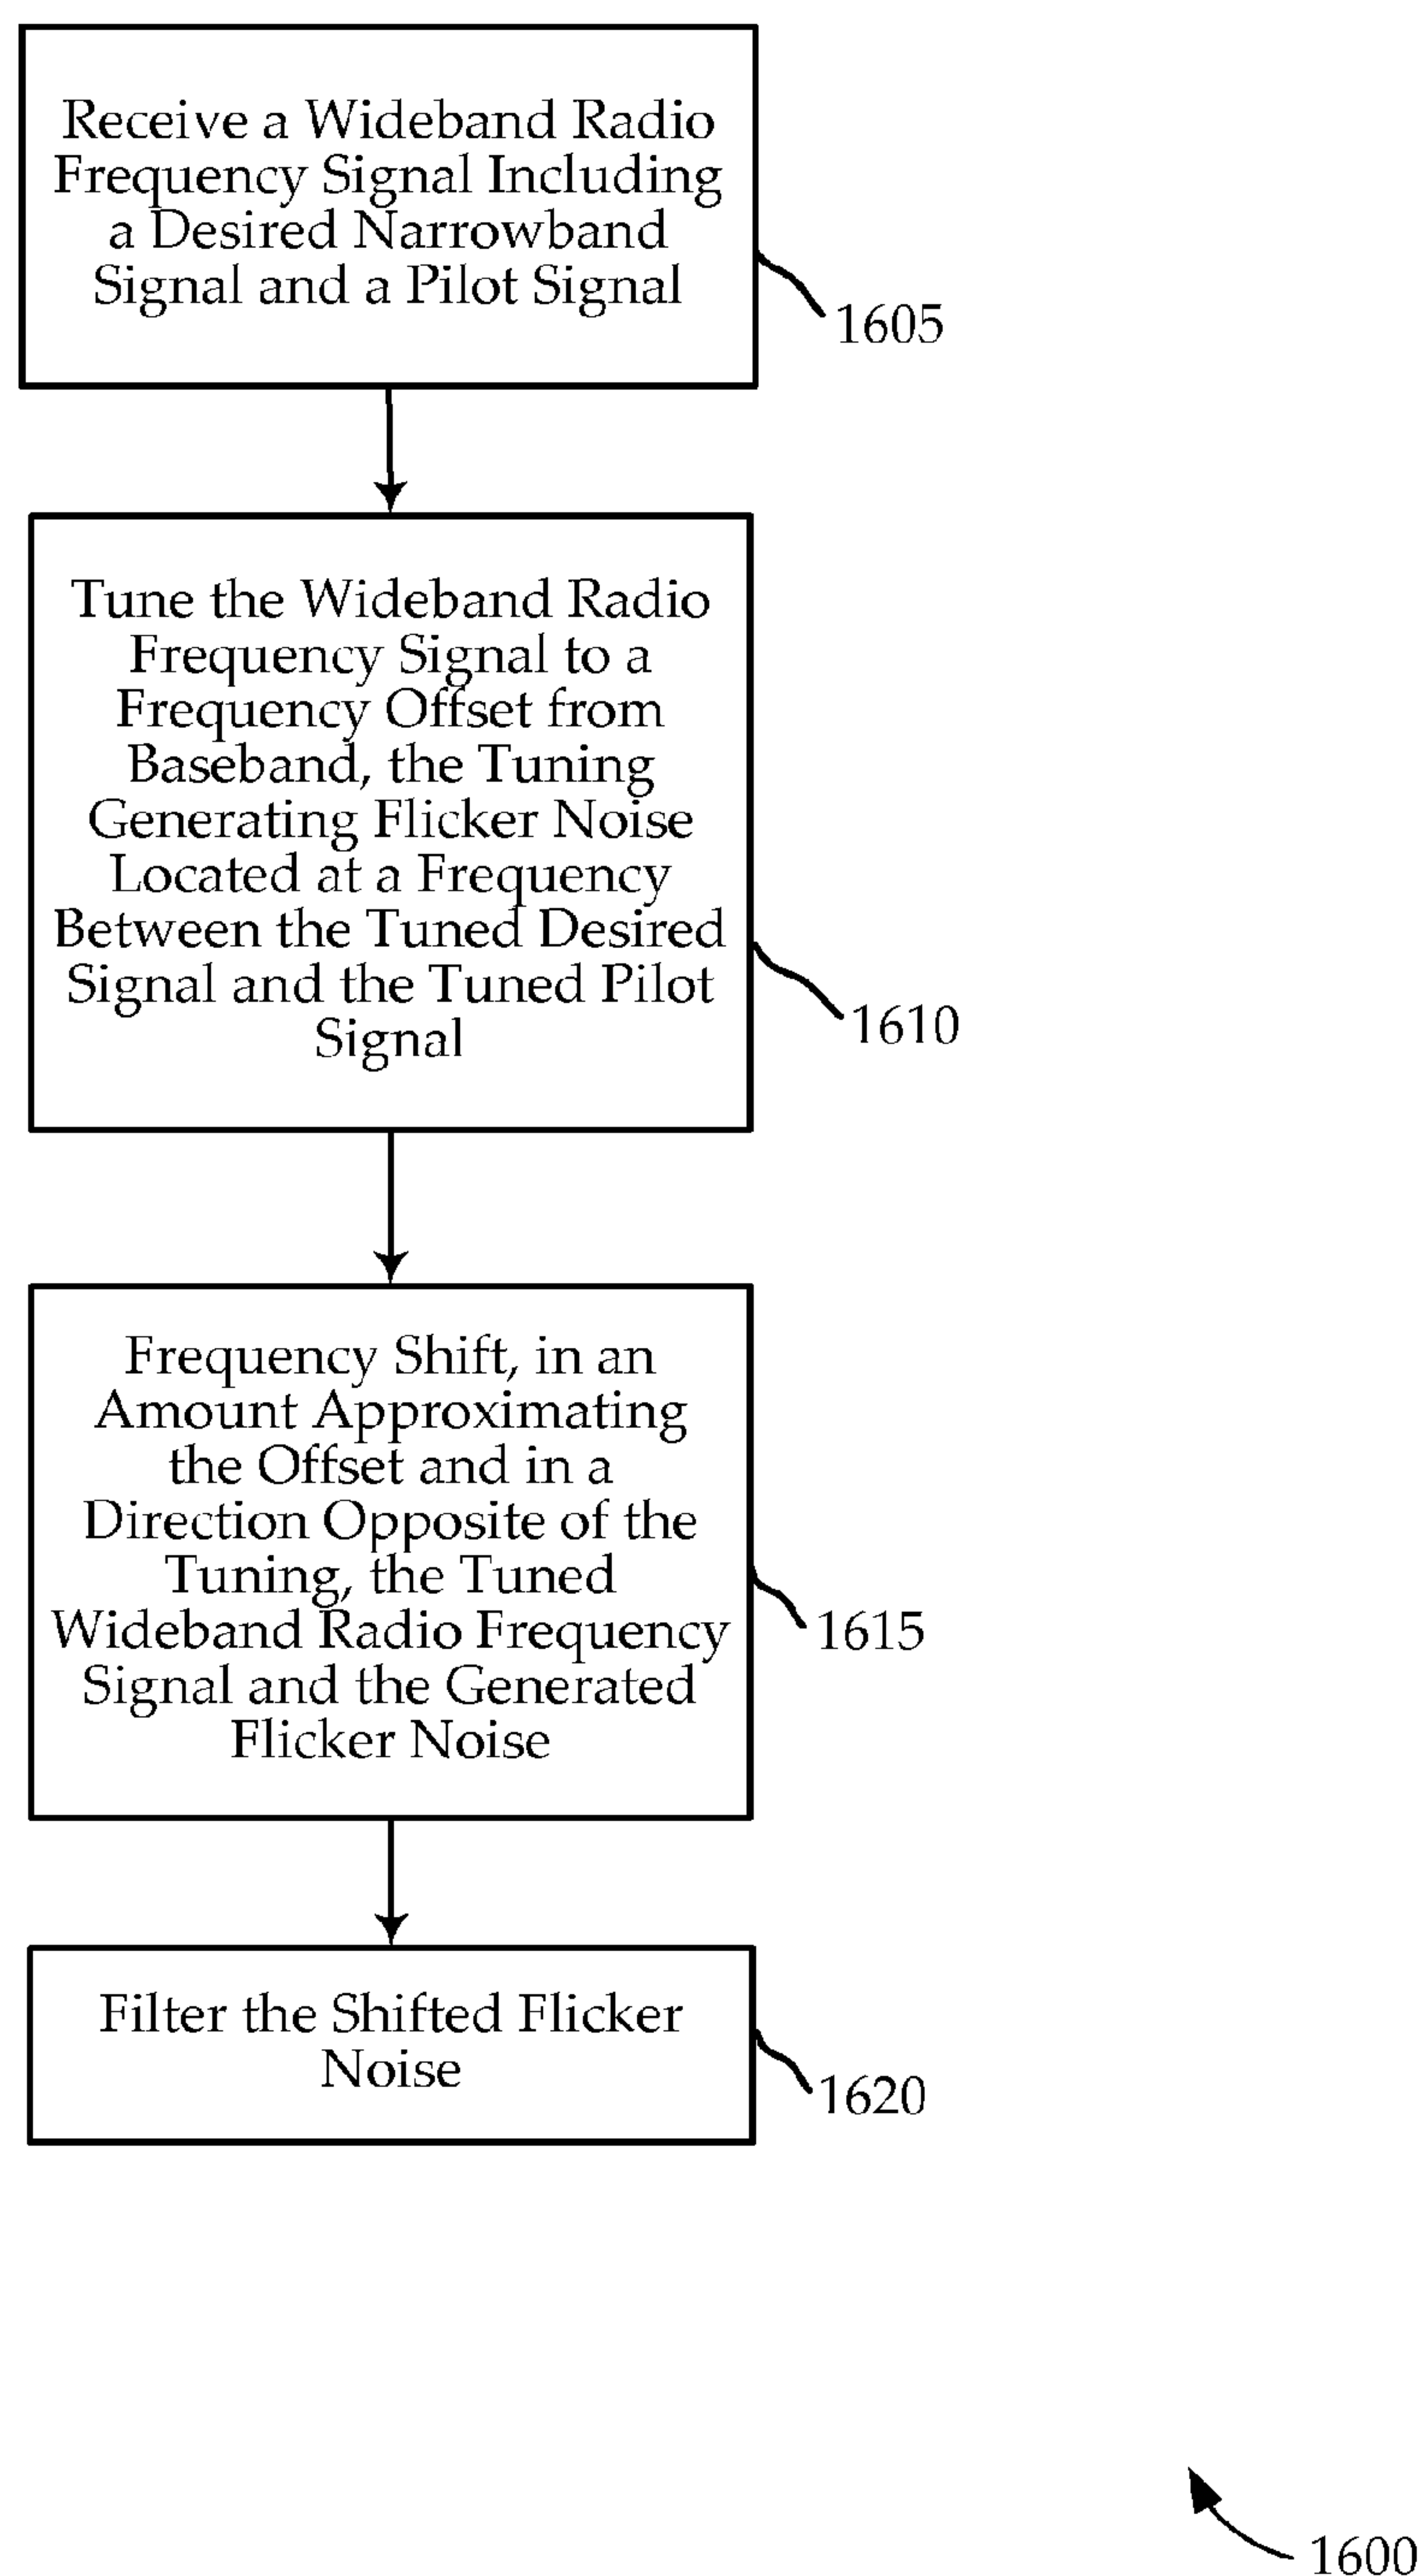 Receive a Wideband Radio
Frequency Signal Including
a Desired Narrowband
Signal and a Pilot Signal
1605
Tune the Wideband Radio
Frequency Signal to a
Frequency Offset from
Baseband, the Tuning
Generating Flicker Noise
Located at a Frequency
Between the Tuned Desired
Signal and the Tuned Pilot
Signal
1610
Frequency Shift, in an
Amount Approximating
the Offset and in a
Direction Opposite of the
Tuning, the Tuned
Wideband Radio Frequency
Signal and the Generated
Flicker Noise
1615
Filter the Shifted Flicker
Noise
1620
1600